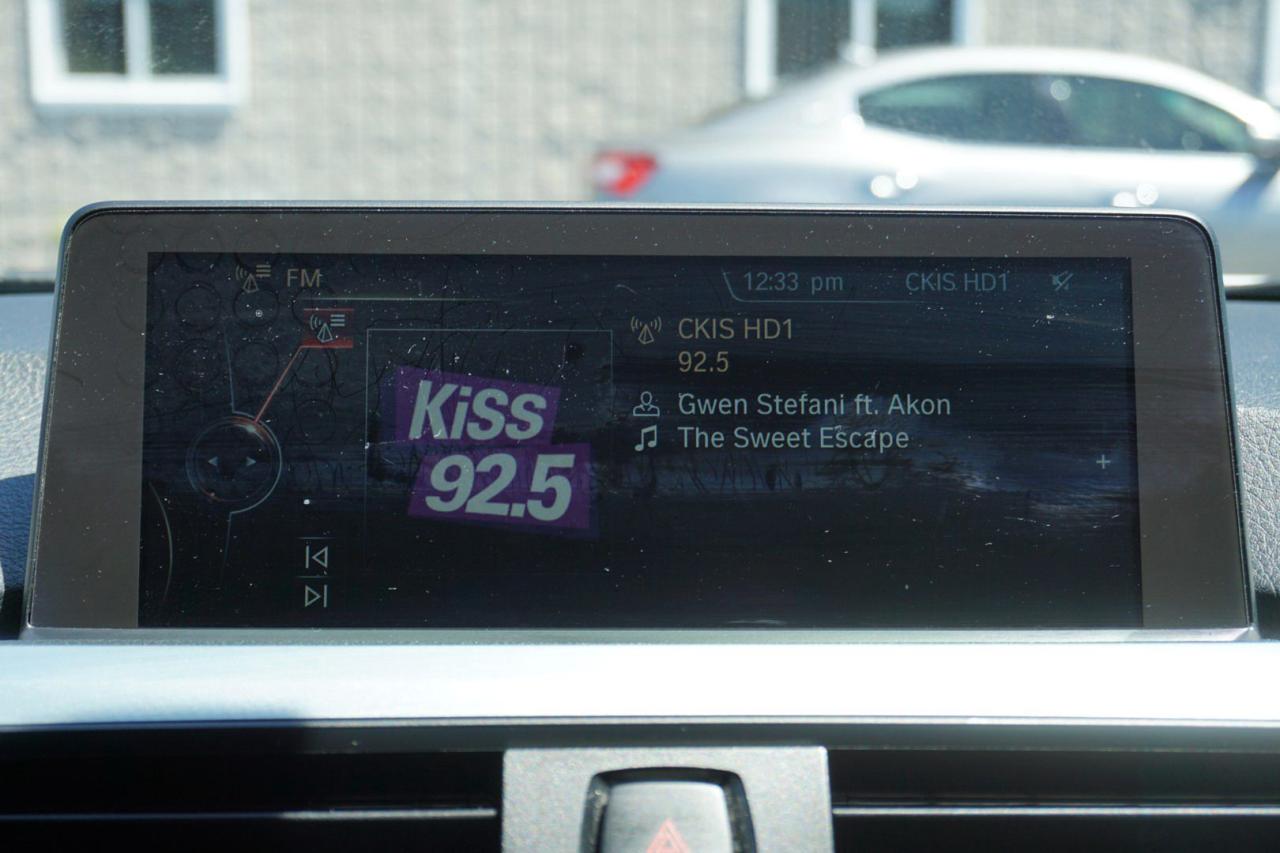 FM
12:33 pm
CKIS HD1
CKIS HD1
92.5
Gwen Stefani ft. Akon
The Sweet Escape
KiSS
92.5